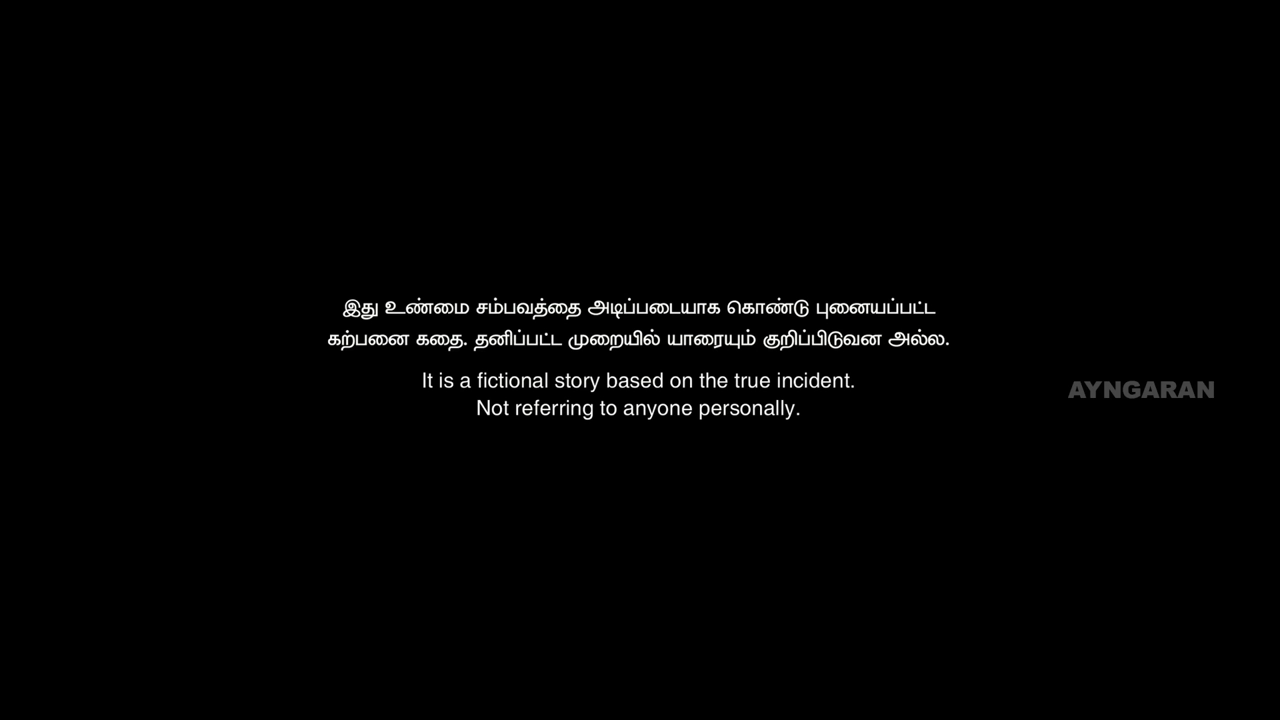 இது உண்மை சம்பவத்தை அடிப்படையாக கொண்டு புனையப்பட்ட
கற்பனை கதை. தனிப்பட்ட முறையில் யாரையும் குறிப்பிடுவன அல்ல.
It is a fictional story based on the true incident.
Not referring to anyone personally.
AYNGARAN